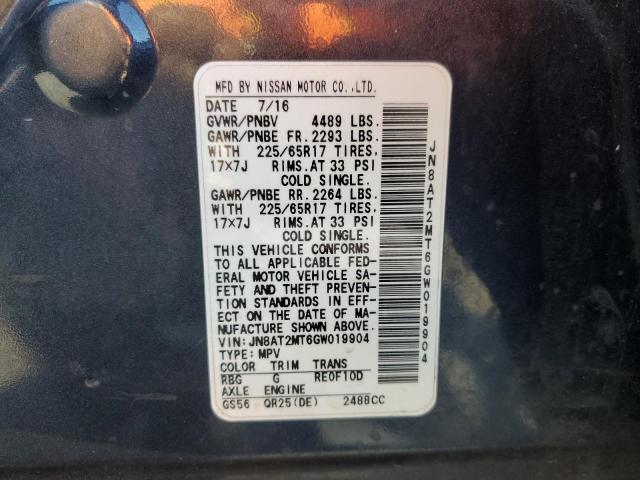 MFD BY NISSAN MOTOR CO.,LTD.
DATE 7/16
GVWR/PNBV 4489 LBS.
GAWR/PNBE FR. 2293 LBS.
WITH 225/65R17 TIRES,
17×7J RIMS.AT 33 PSI
COLD SINGLE.
GAWR/PNBE RR. 2264 LBS.
WITH 225/65R17 TIRES,
17×7J RIMS.AT 33 PSI
COLD SINGLE.
THIS VEHICLE CONFORMS
TO ALL APPLICABLE FED-
ERAL MOTOR VEHICLE SA-
FETY AND THEFT PREVEN-
TION STANDARDS IN EFF-
ECT ON THE DATE OF MA-
NUFACTURE SHOWN ABOVE.
VIN: JN8AT2MT6GW019904
TYPE: MPV
COLOR TRIM TRANS
RBG G RE0F10D
AXLE ENGINE
GS56 QR25(DE) 2488CC
JN8AT2MT6GW019904